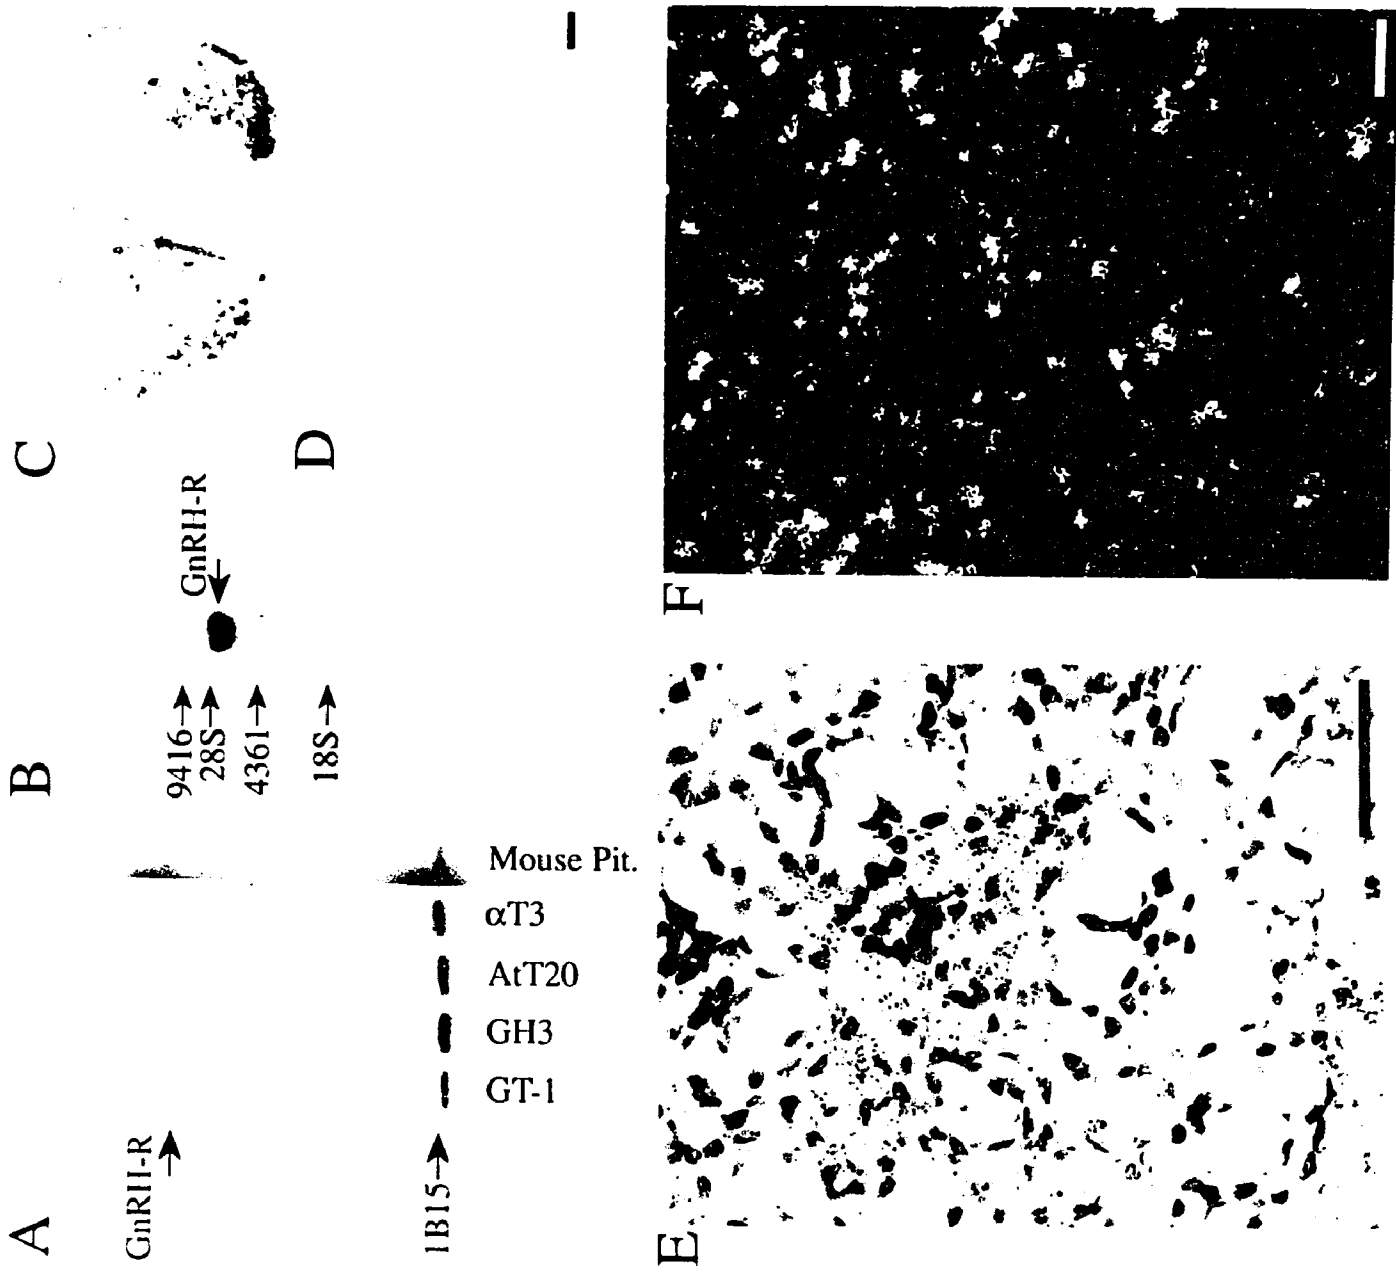 A
GnRH-R
1B15
GT-1
GH3
AtT20
αT3
Mouse Pit.
B
9416
28S
4361
18S
GnRH-R
C
D
E
F